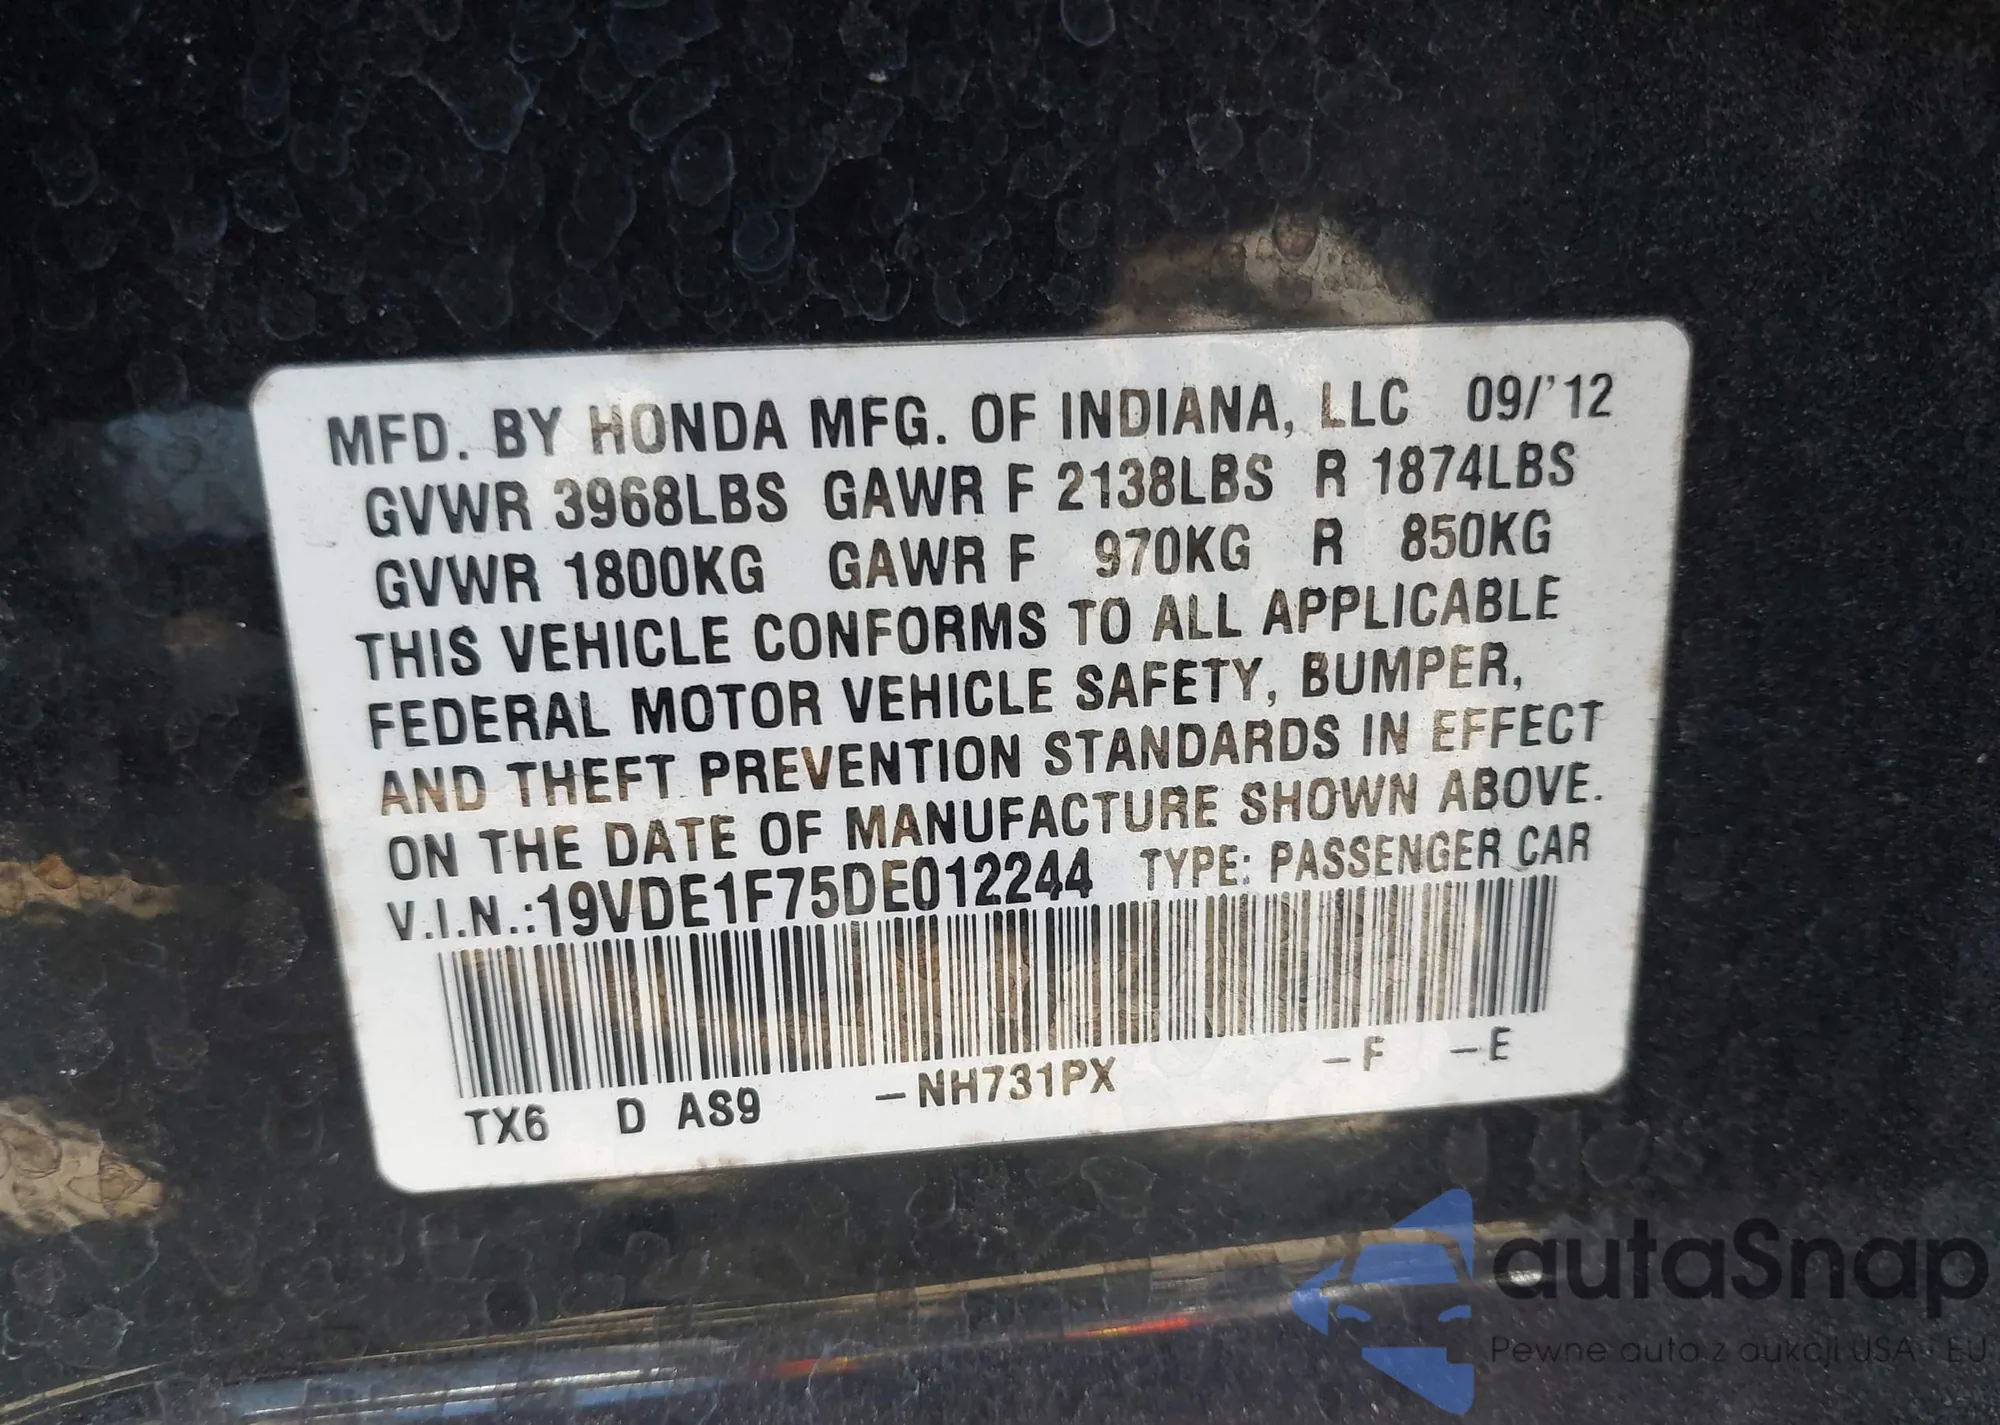 MFD. BY HONDA MFG. OF INDIANA, LLC 09/'12
GVWR 3968LBS GAWR F 2138LBS R 1874LBS
GVWR 1800KG GAWR F 970KG R 850KG
THIS VEHICLE CONFORMS TO ALL APPLICABLE
FEDERAL MOTOR VEHICLE SAFETY, BUMPER,
AND THEFT PREVENTION STANDARDS IN EFFECT
ON THE DATE OF MANUFACTURE SHOWN ABOVE.
V.I.N.:19VDE1F75DE012244 TYPE: PASSENGER CAR
TX6 D AS9 -NH731PX -F -E
autaSnap
Pewne auta z aukcji USA • EU